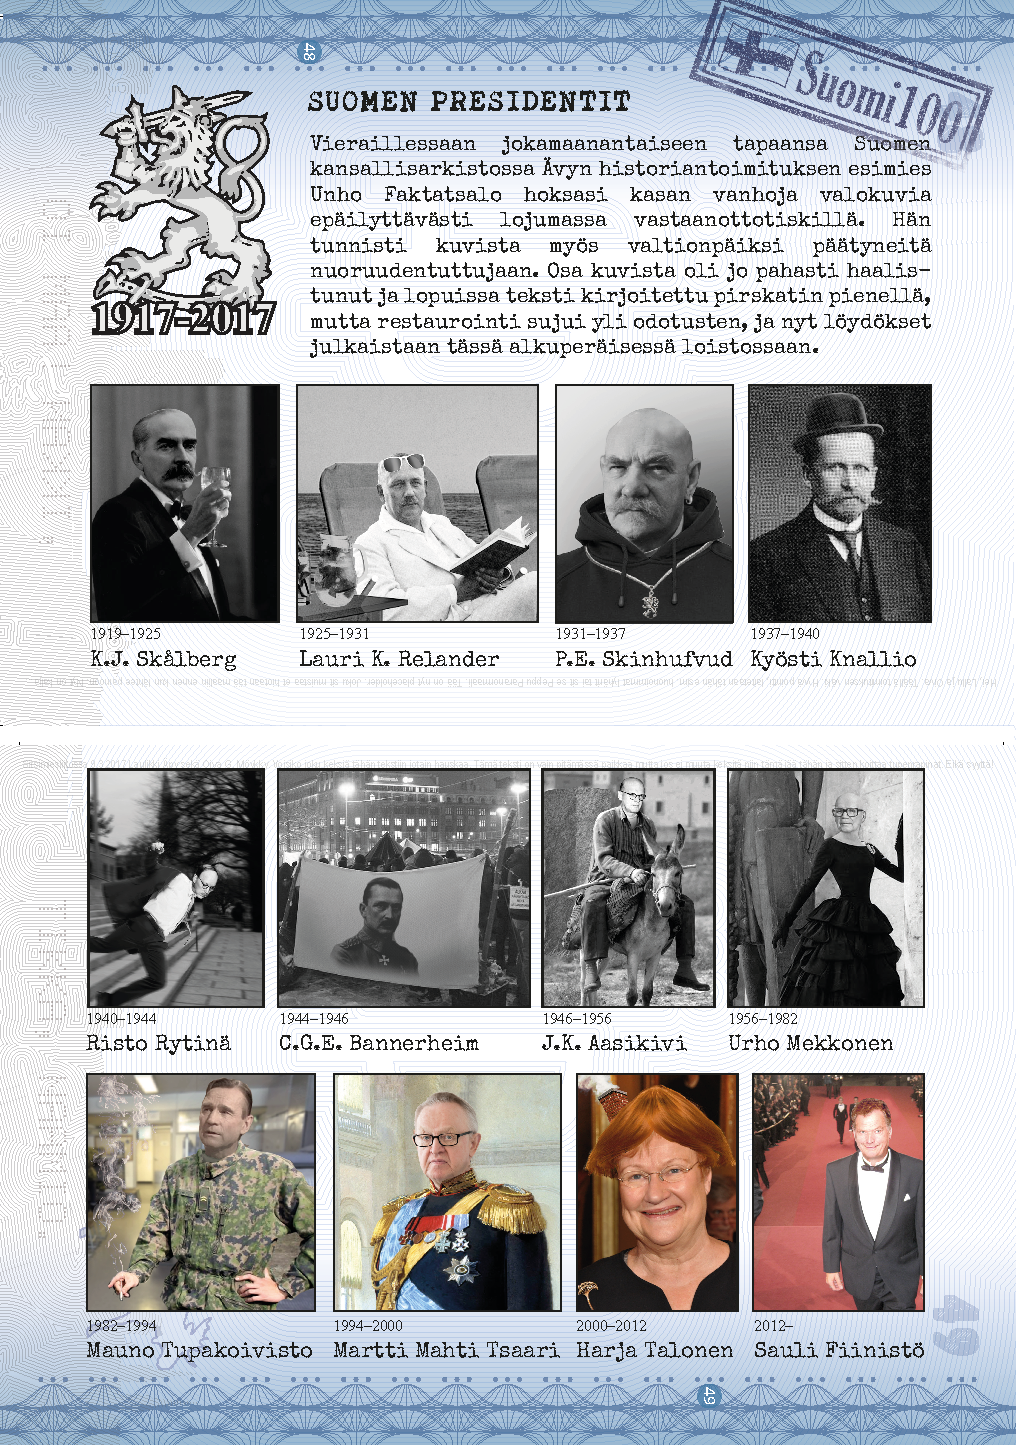 48
Suomi100
SUOMEN PRESIDENTIT
Vieraillessaan jokamaanantaiseen tapaansa Suomen
kansallisarkistossa Ävyn historiantoimituksen esimies
Unho Faktatsalo hoksasi kasan vanhoja valokuvia
epäilyttävästi lojumassa vastaanottotiskillä. Hän
tunnisti kuvista myös valtionpäiksi päätyneitä
nuoruudentuttujaan. Osa kuvista oli jo pahasti haalis-
tunut ja lopuissa teksti kirjoitettu pirskatin pienellä,
mutta restaurointi sujui yli odotusten, ja nyt löydökset
julkaistaan tässä alkuperäisessä loistossaan.
1917–2017
1919–1925
K.J. Skålberg
1925–1931
Lauri K. Relander
1931–1937
P.E. Skinhufvud
1937–1940
Kyösti Knallio
1940–1944
Risto Rytinä
1944–1946
C.G.E. Bannerheim
1946–1956
J.K. Aasikivi
1956–1982
Urho Mekkonen
1982–1994
Mauno Tupakoivisto
1994–2000
Martti Mahti Tsaari
2000–2012
Harja Talonen
2012–
Sauli Fiinistö
49
49